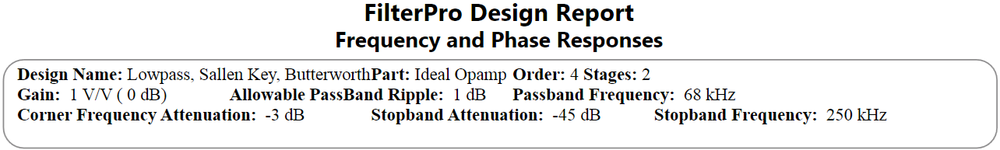 FilterPro Design Report
Frequency and Phase Responses
Design Name: Lowpass, Sallen Key, ButterworthPart: Ideal Opamp Order: 4 Stages: 2
Gain: 1 V/V ( 0 dB) Allowable PassBand Ripple: 1 dB Passband Frequency: 68 kHz
Corner Frequency Attenuation: -3 dB Stopband Attenuation: -45 dB Stopband Frequency: 250 kHz